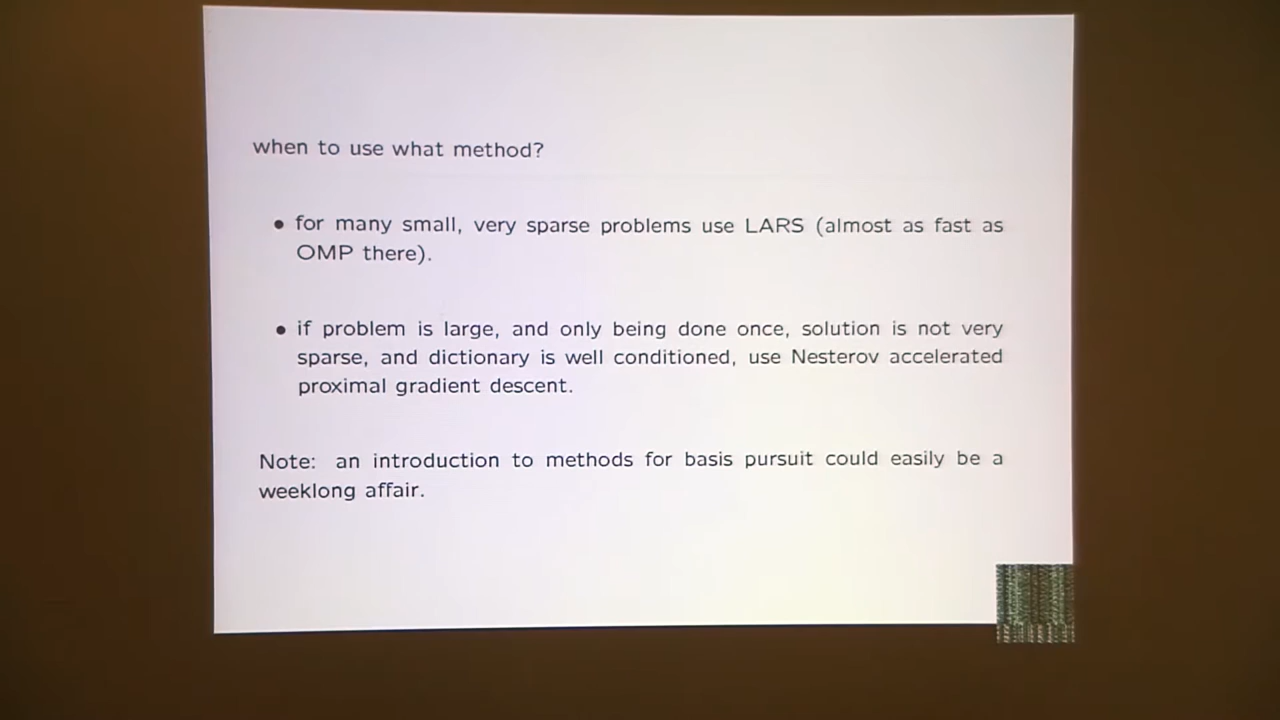 when to use what method?
• for many small, very sparse problems use LARS (almost as fast as
OMP there).
• if problem is large, and only being done once, solution is not very
sparse, and dictionary is well conditioned, use Nesterov accelerated
proximal gradient descent.
Note: an introduction to methods for basis pursuit could easily be a
weeklong affair.